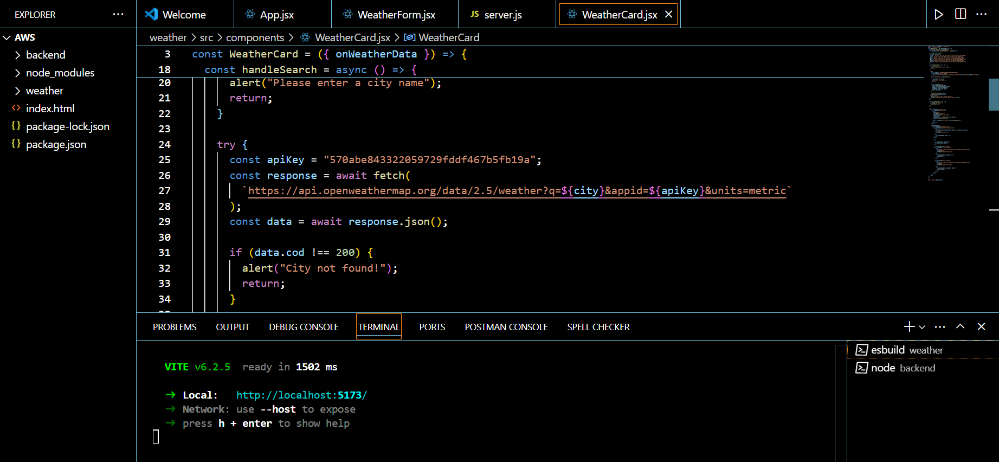 EXPLORER
Welcome
App.jsx
WeatherForm.jsx
JS server.js
WeatherCard.jsx
AWS
backend
node_modules
weather
index.html
package-lock.json
package.json
weather > src > components > WeatherCard.jsx > WeatherCard
3 const WeatherCard = ({ onWeatherData }) => {
18 const handleSearch = async () => {
20 alert("Please enter a city name");
21 return;
22 }
23
24 try {
25 const apiKey = "570abe843322059729fddf467b5fb19a";
26 const response = await fetch(
27 `https://api.openweathermap.org/data/2.5/weather?q=${city}&appid=${apiKey}&units=metric`
28 );
29 const data = await response.json();
30
31 if (data.cod !== 200) {
32 alert("City not found!");
33 return;
34 }
PROBLEMS OUTPUT DEBUG CONSOLE TERMINAL PORTS POSTMAN CONSOLE SPELL CHECKER
VITE v6.2.5 ready in 1502 ms
➜ Local: http://localhost:5173/
➜ Network: use --host to expose
➜ press h + enter to show help
esbuild weather
node backend